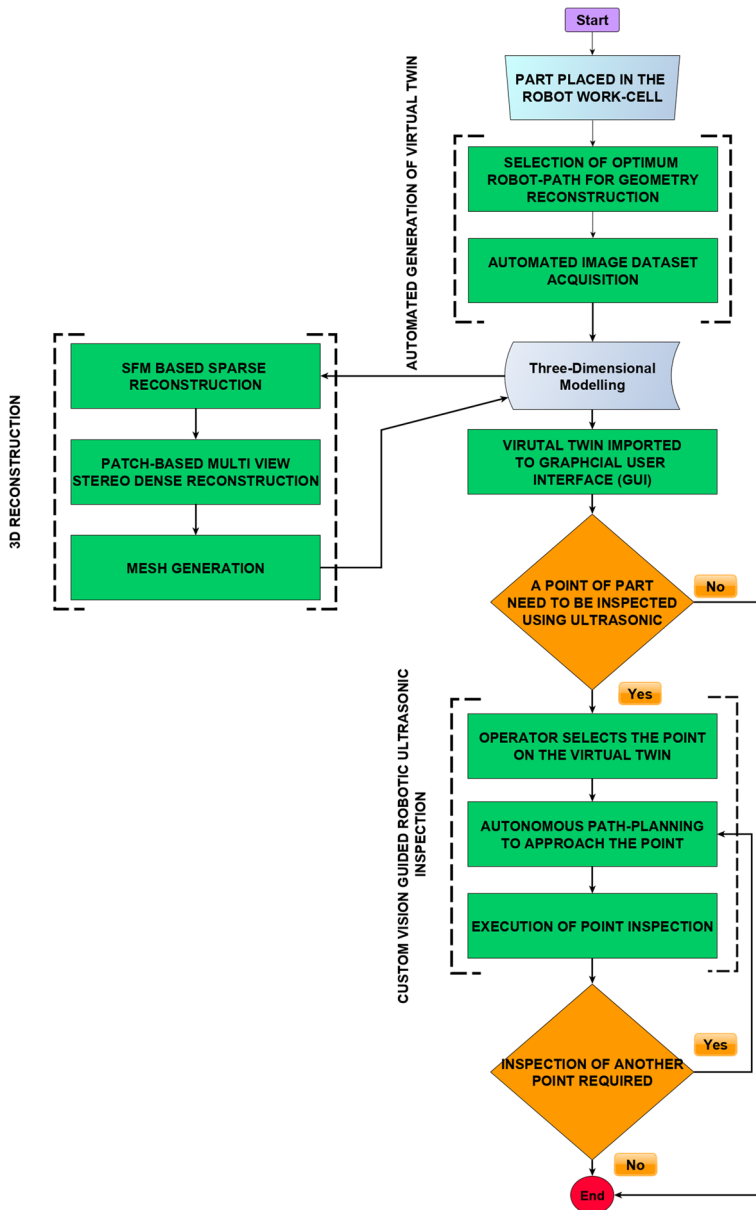 Start
PART PLACED IN THE
ROBOT WORK-CELL
AUTOMATED GENERATION OF VIRTUAL TWIN
SELECTION OF OPTIMUM
ROBOT-PATH FOR GEOMETRY
RECONSTRUCTION
AUTOMATED IMAGE DATASET
ACQUISITION
Three-Dimensional
Modelling
3D RECONSTRUCTION
SFM BASED SPARSE
RECONSTRUCTION
PATCH-BASED MULTI VIEW
STEREO DENSE RECONSTRUCTION
MESH GENERATION
VIRUTAL TWIN IMPORTED
TO GRAPHCIAL USER
INTERFACE (GUI)
A POINT OF PART
NEED TO BE INSPECTED
USING ULTRASONIC
No
Yes
CUSTOM VISION GUIDED ROBOTIC ULTRASONIC
INSPECTION
OPERATOR SELECTS THE POINT
ON THE VIRTUAL TWIN
AUTONOMOUS PATH-PLANNING
TO APPROACH THE POINT
EXECUTION OF POINT INSPECTION
INSPECTION OF ANOTHER
POINT REQUIRED
Yes
No
End